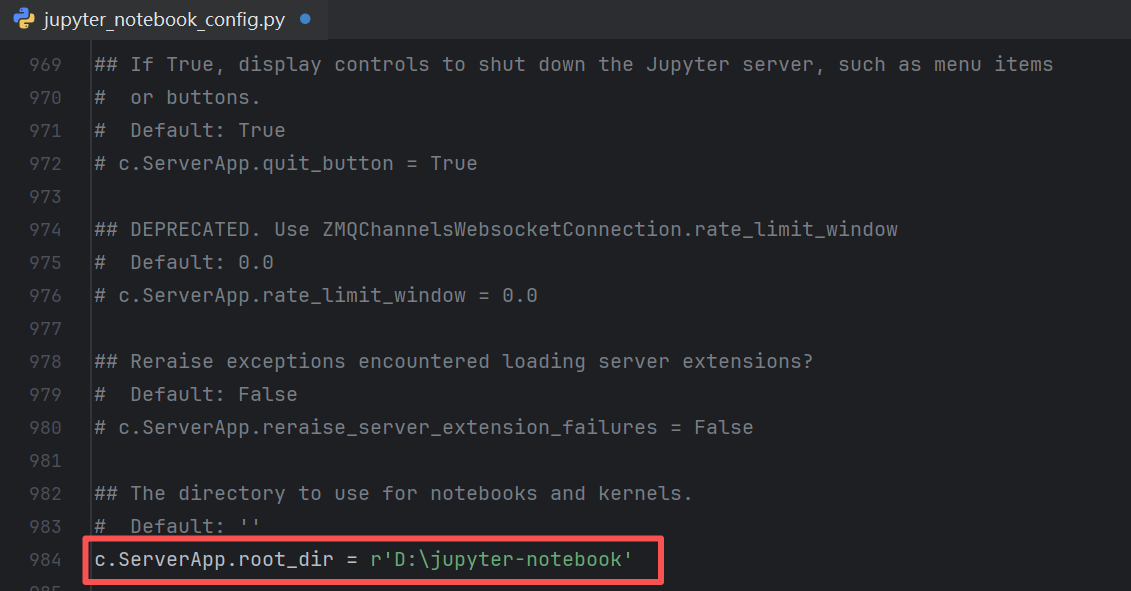 jupyter_notebook_config.py
969 ## If True, display controls to shut down the Jupyter server, such as menu items
970 #  or buttons.
971 #  Default: True
972 # c.ServerApp.quit_button = True
973
974 ## DEPRECATED. Use ZMQChannelsWebsocketConnection.rate_limit_window
975 #  Default: 0.0
976 # c.ServerApp.rate_limit_window = 0.0
977
978 ## Reraise exceptions encountered loading server extensions?
979 #  Default: False
980 # c.ServerApp.reraise_server_extension_failures = False
981
982 ## The directory to use for notebooks and kernels.
983 #  Default: ''
984 c.ServerApp.root_dir = r'D:\jupyter-notebook'